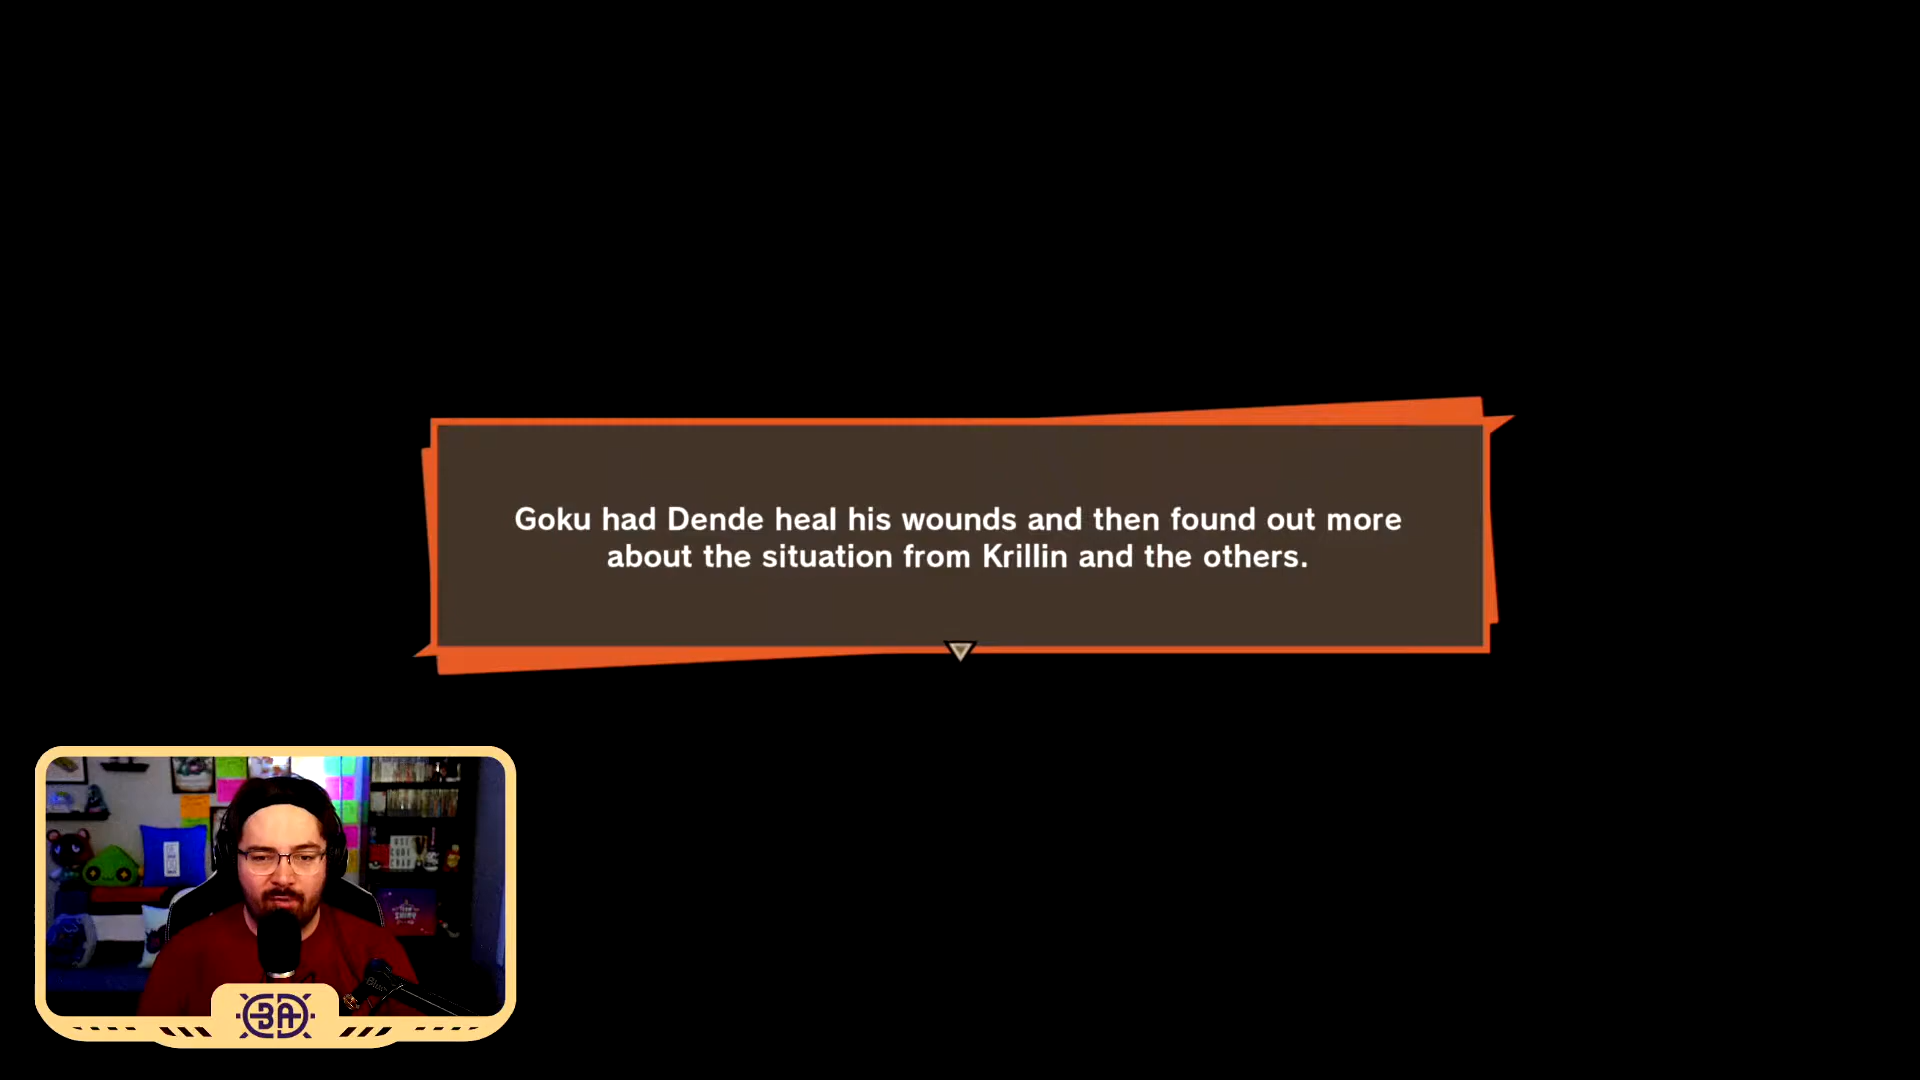 Goku had Dende heal his wounds and then found out more
about the situation from Krillin and the others.